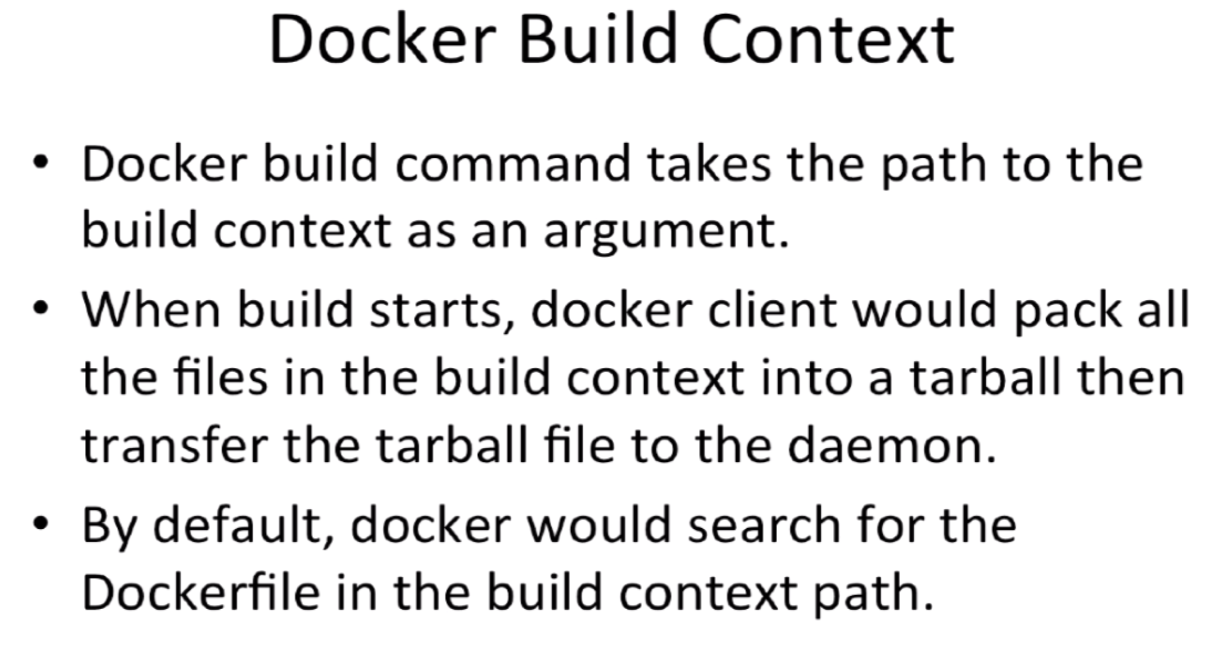 Docker Build Context
• Docker build command takes the path to the
build context as an argument.
• When build starts, docker client would pack all
the files in the build context into a tarball then
transfer the tarball file to the daemon.
• By default, docker would search for the
Dockerfile in the build context path.